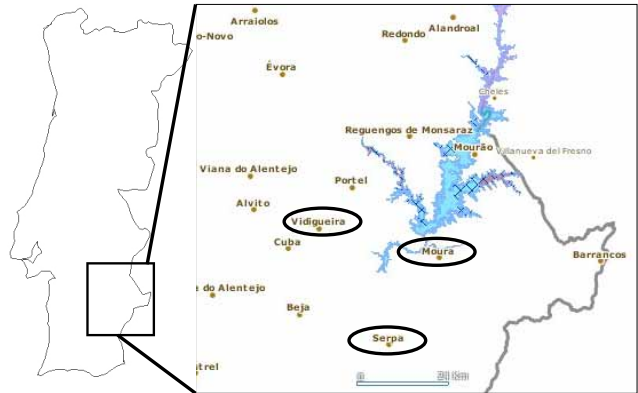 Arraiolos
o-Novo
Redondo
Alandroal
Évora
Cheles
Reguengos de Monsaraz
Mourão
Villanueva del Fresno
Viana do Alentejo
Portel
Alvito
Vidigueira
Cuba
Moura
Barrancos
a do Alentejo
Beja
Serpa
trel